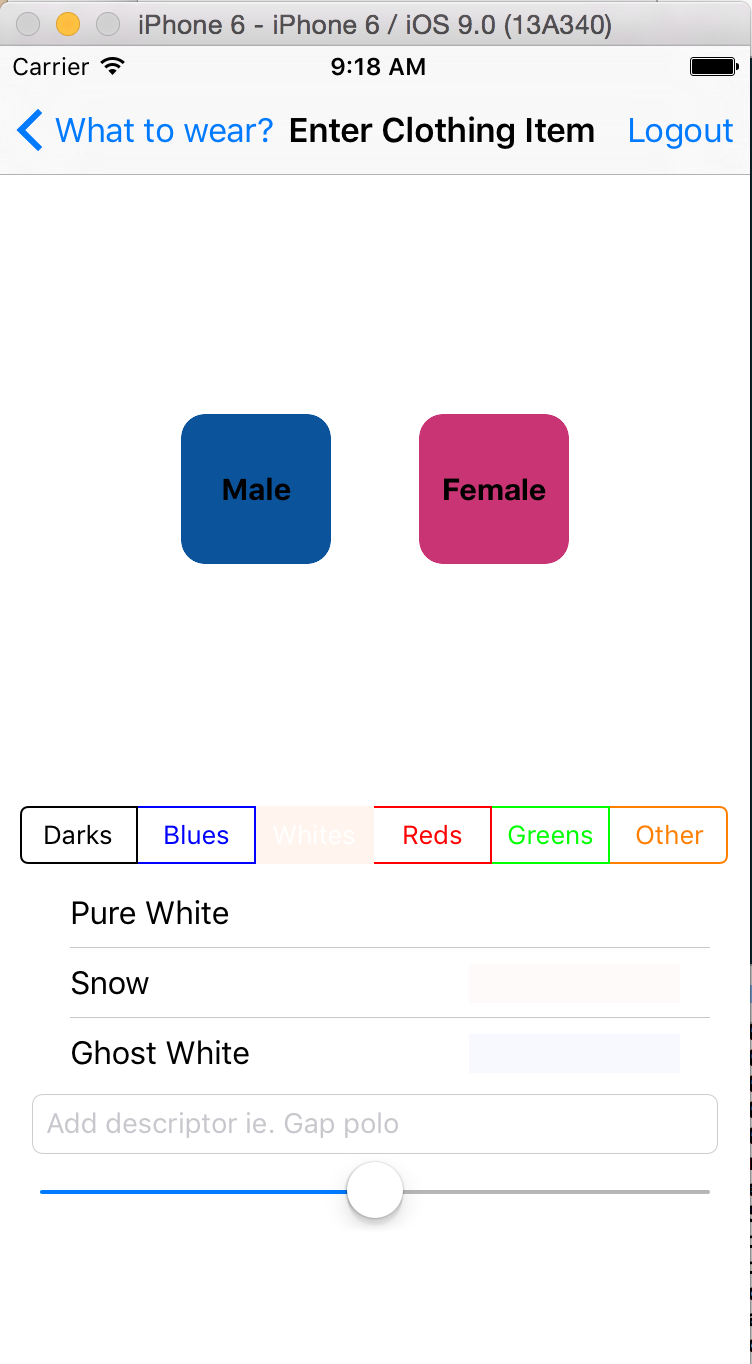 iPhone 6 - iPhone 6 / iOS 9.0 (13A340)
Carrier 9:18 AM
What to wear? Enter Clothing Item Logout
Male Female
Darks Blues Whites Reds Greens Other
Pure White
Snow
Ghost White
Add descriptor ie. Gap polo